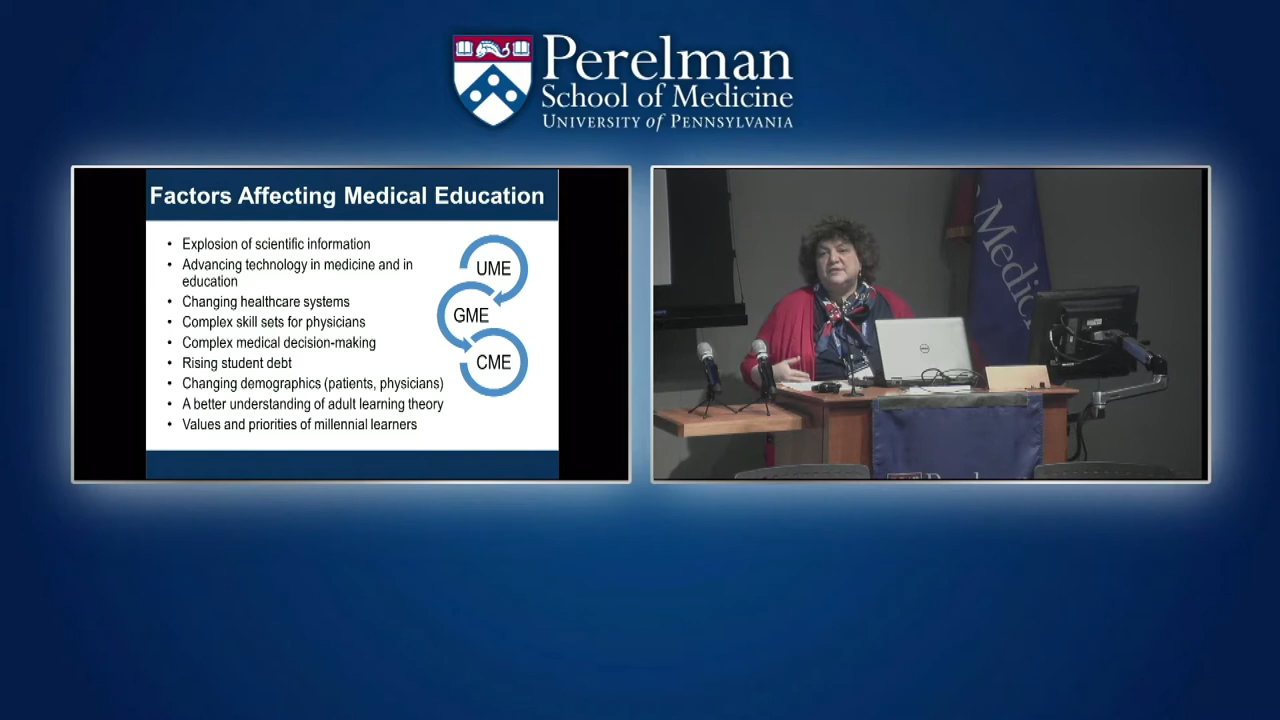 Perelman
School of Medicine
UNIVERSITY of PENNSYLVANIA
Factors Affecting Medical Education
• Explosion of scientific information
• Advancing technology in medicine and in
education
• Changing healthcare systems
• Complex skill sets for physicians
• Complex medical decision-making
• Rising student debt
• Changing demographics (patients, physicians)
• A better understanding of adult learning theory
• Values and priorities of millennial learners
UME
GME
CME
DELL